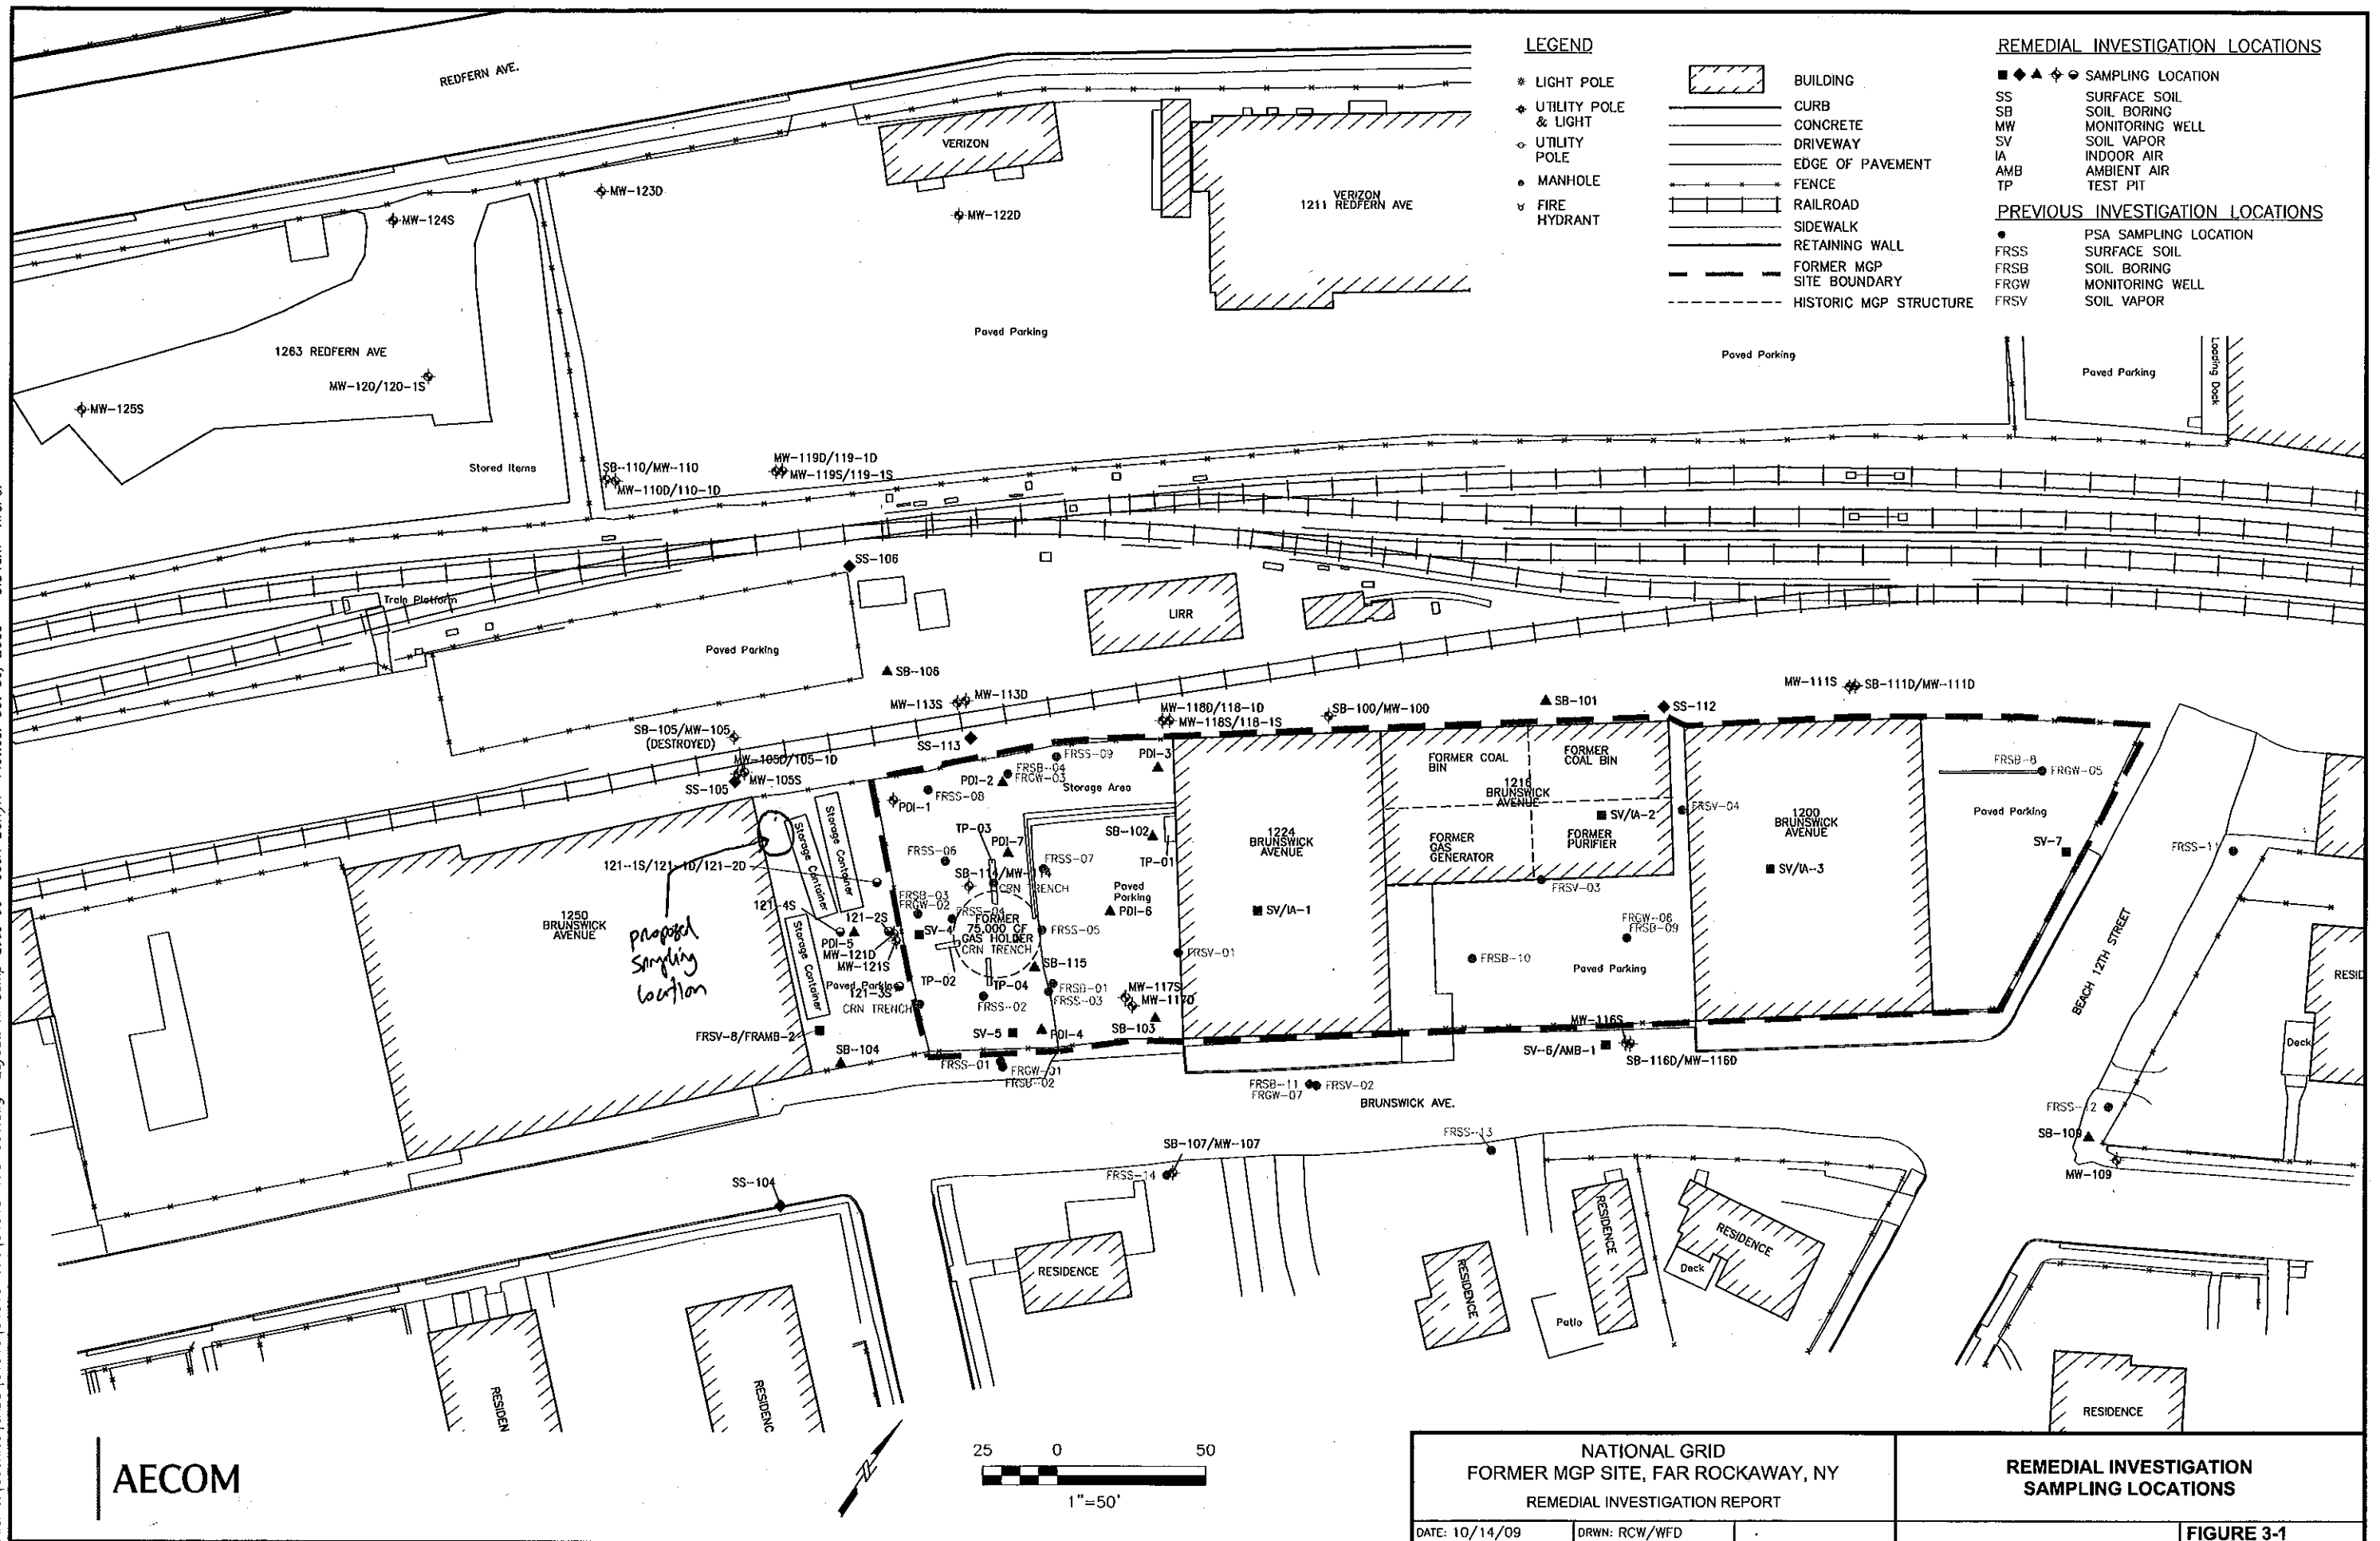 REDFERN AVE.
VERIZON
VERIZON
1211 REDFERN AVE
MW-123D
MW-124S
MW-122D
Paved Parking
1263 REDFERN AVE
MW-120/120-1S
MW-125S
Stored Items
SB-110/MW-110
MW-110D/110-1D
MW-119D/119-1D
MW-119S/119-1S
LEGEND
LIGHT POLE
UTILITY POLE
& LIGHT
UTILITY
POLE
MANHOLE
FIRE
HYDRANT
BUILDING
CURB
CONCRETE
DRIVEWAY
EDGE OF PAVEMENT
FENCE
RAILROAD
SIDEWALK
RETAINING WALL
FORMER MGP
SITE BOUNDARY
HISTORIC MGP STRUCTURE
REMEDIAL INVESTIGATION LOCATIONS
SAMPLING LOCATION
SS SURFACE SOIL
SB SOIL BORING
MW MONITORING WELL
SV SOIL VAPOR
IA INDOOR AIR
AMB AMBIENT AIR
TP TEST PIT
PREVIOUS INVESTIGATION LOCATIONS
PSA SAMPLING LOCATION
FRSS SURFACE SOIL
FRSB SOIL BORING
FRGW MONITORING WELL
FRSV SOIL VAPOR
Paved Parking
Paved Parking
Loading Dock
SS-106
Train Platform
Paved Parking
LIRR
SB-106
MW-113S
MW-113D
SB-105/MW-105
(DESTROYED)
SS-113
MW-118D/118-1D
MW-118S/118-1S
SB-100/MW-100
SB-101
SS-112
MW-111S
SB-111D/MW-111D
MW-105D/105-1D
MW-105S
SS-105
PDI-1
PDI-2
FRSS-08
FRSB-04
FRGW-03
FRSS-09
PDI-3
Storage Area
Storage Container
Storage Container
Storage Container
121-1S/121-1D/121-2D
FRSS-06
TP-03
PDI-7
FRSS-07
SB-102
TP-01
SB-114/MW-114
CRN TRENCH
Paved
Parking
PDI-6
FRSB-03
FRGW-02
FRSS-04
FORMER
75,000 CF
GAS HOLDER
CRN TRENCH
FRSS-05
SV-4
121-4S
121-2S
PDI-5
MW-121D
MW-121S
121-3S
Paved Parking
CRN TRENCH
TP-02
TP-04
FRSS-02
SB-115
FRSB-01
FRSS-03
MW-117S
MW-117D
SB-103
PDI-4
SV-5
FRSS-01
FRGW-01
FRSB-02
FRSV-8/FRAMB-2
SB-104
1250
BRUNSWICK
AVENUE
proposed
sampling
location
1224
BRUNSWICK
AVENUE
SV/IA-1
FRSV-01
FORMER COAL
BIN
FORMER
COAL BIN
1216
BRUNSWICK
AVENUE
SV/IA-2
FORMER
GAS
GENERATOR
FORMER
PURIFIER
FRSV-03
FRSV-04
1200
BRUNSWICK
AVENUE
SV/IA-3
FRSB-8
FRGW-05
Paved Parking
SV-7
FRSS-11
FRGW-06
FRSB-09
FRSB-10
Paved Parking
MW-116S
SV-6/AMB-1
SB-116D/MW-116D
BEACH 12TH STREET
RESID
Deck
FRSB-11
FRGW-07
FRSV-02
BRUNSWICK AVE.
FRSS-12
SB-109
MW-109
FRSS-13
SB-107/MW-107
FRSS-14
SS-104
RESIDENCE
RESIDENCE
RESIDENCE
RESIDENCE
Deck
Patio
RESIDEN
RESIDENC
RESIDENCE
AECOM
25 0 50
1"=50'
NATIONAL GRID
FORMER MGP SITE, FAR ROCKAWAY, NY
REMEDIAL INVESTIGATION REPORT
REMEDIAL INVESTIGATION
SAMPLING LOCATIONS
DATE: 10/14/09 DRWN: RCW/WFD
FIGURE 3-1